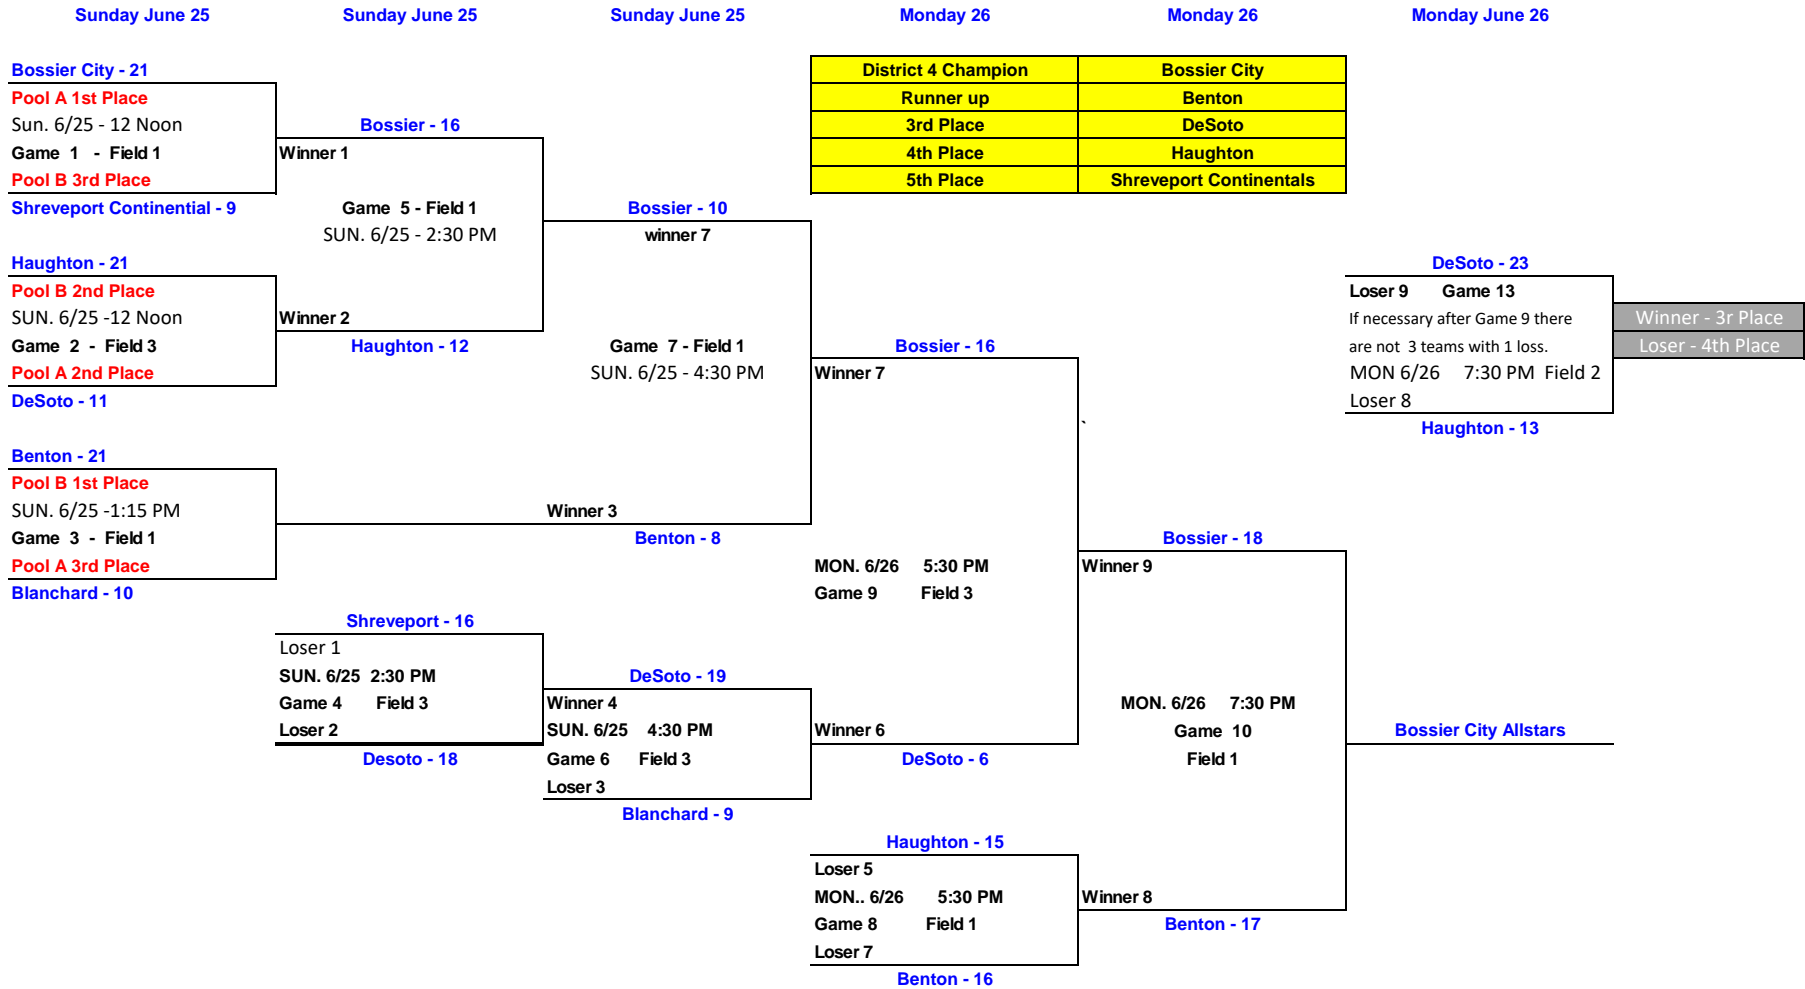 Sunday June 25
Sunday June 25
Sunday June 25
Monday 26
Monday 26
Monday June 26
Bossier City - 21
Pool A 1st Place
Sun. 6/25 - 12 Noon
Game 1 - Field 1
Pool B 3rd Place
Shreveport Continential - 9
Haughton - 21
Pool B 2nd Place
SUN. 6/25 -12 Noon
Game 2 - Field 3
Pool A 2nd Place
DeSoto - 11
Benton - 21
Pool B 1st Place
SUN. 6/25 -1:15 PM
Game 3 - Field 1
Pool A 3rd Place
Blanchard - 10
Bossier - 16
Winner 1
Game 5 - Field 1
SUN. 6/25 - 2:30 PM
Winner 2
Haughton - 12
Shreveport - 16
Loser 1
SUN. 6/25 2:30 PM
Game 4 Field 3
Loser 2
Desoto - 18
Bossier - 10
winner 7
Game 7 - Field 1
SUN. 6/25 - 4:30 PM
Winner 3
Benton - 8
DeSoto - 19
Winner 4
SUN. 6/25 4:30 PM
Game 6 Field 3
Loser 3
Blanchard - 9
District 4 Champion Bossier City
Runner up Benton
3rd Place DeSoto
4th Place Haughton
5th Place Shreveport Continentals
Bossier - 16
Winner 7
MON. 6/26 5:30 PM
Game 9 Field 3
Winner 6
DeSoto - 6
Haughton - 15
Loser 5
MON.. 6/26 5:30 PM
Game 8 Field 1
Loser 7
Benton - 16
`
Bossier - 18
Winner 9
MON. 6/26 7:30 PM
Game 10
Field 1
Winner 8
Benton - 17
DeSoto - 23
Loser 9 Game 13
If necessary after Game 9 there
are not 3 teams with 1 loss.
MON 6/26 7:30 PM Field 2
Loser 8
Haughton - 13
Winner - 3r Place
Loser - 4th Place
Bossier City Allstars